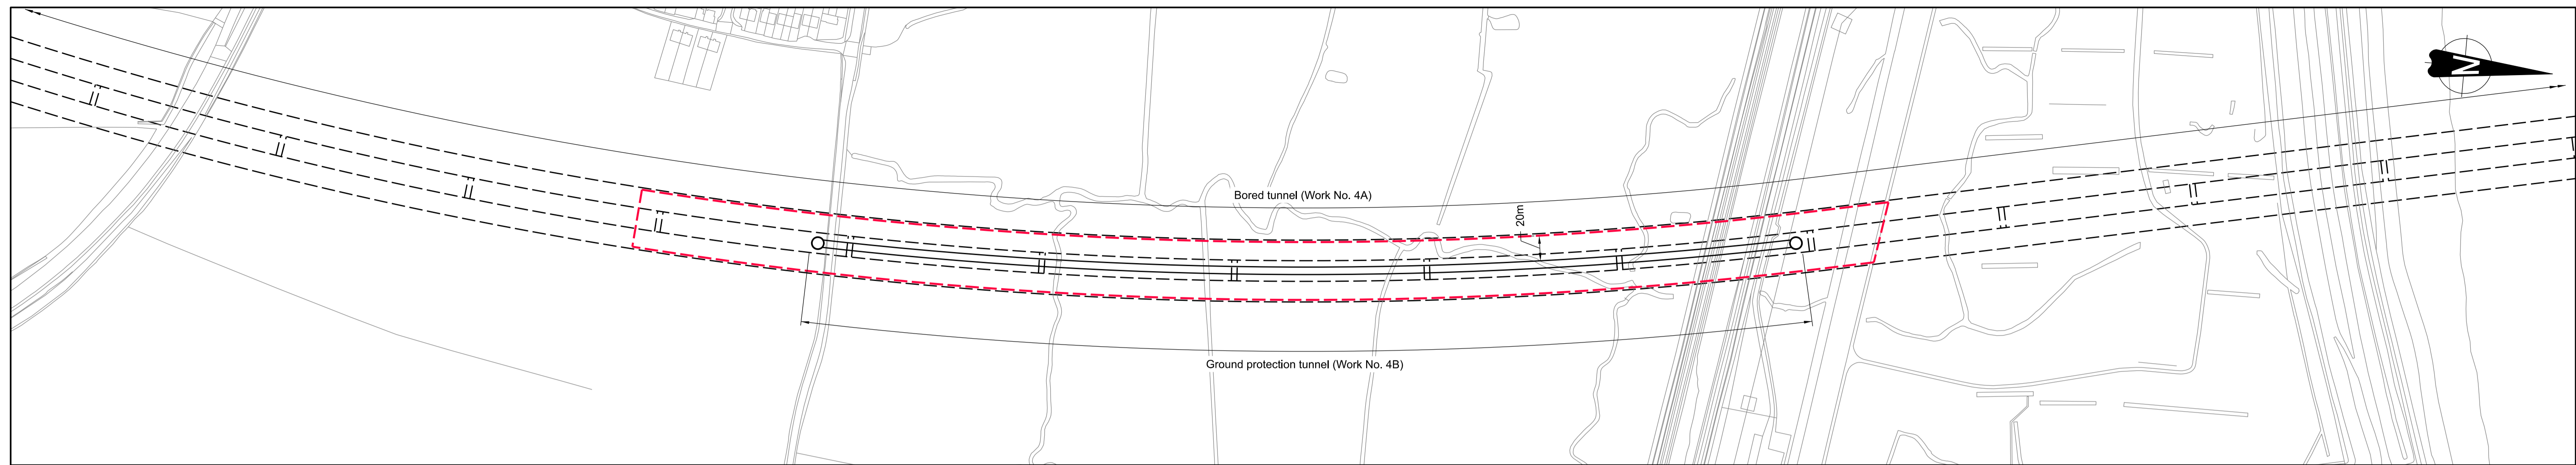 N
Bored tunnel (Work No. 4A)
20m
Ground protection tunnel (Work No. 4B)